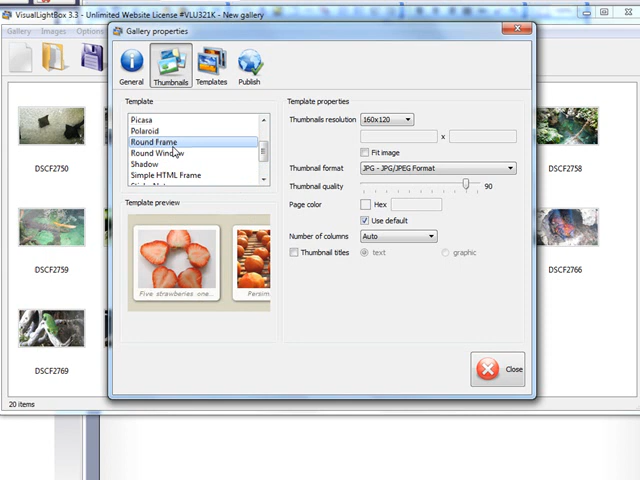 VisualLightBox 3.3 - Unlimited Website License #VLU321K - New gallery
Gallery Images Options
Gallery properties
General Thumbnails Templates Publish
Template
Picasa
Polaroid
Round Frame
Round Window
Shadow
Simple HTML Frame
Template preview
Five strawberries one...
Persim
Template properties
Thumbnails resolution 160x120
x
Fit image
Thumbnail format JPG - JPG/JPEG Format
Thumbnail quality 90
Page color Hex
Use default
Number of columns Auto
Thumbnail titles text graphic
Close
DSCF2750
DSCF2758
DSCF2759
DSCF2766
DSCF2769
20 items